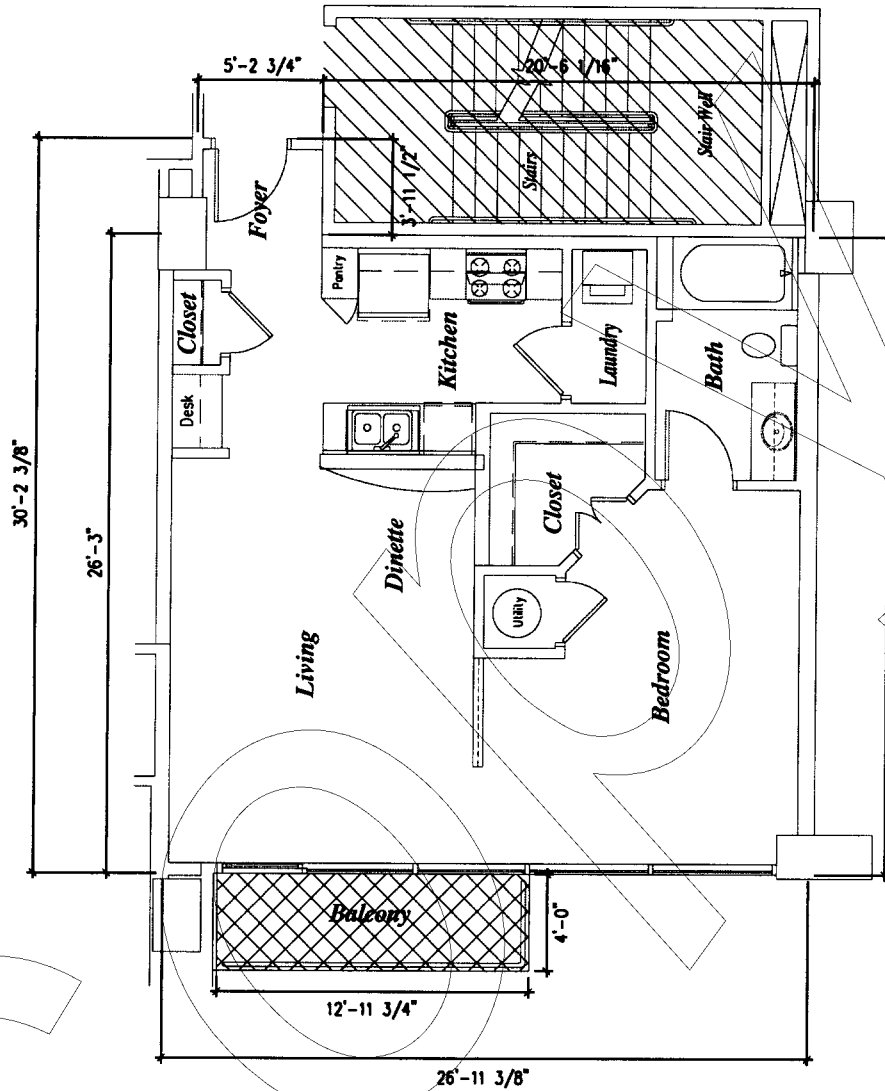 5'-2 3/4"
20'-6 1/16"
Stair Well
Stairs
3'-11 1/2"
Foyer
Pantry
Closet
Kitchen
Laundry
Bath
Desk
30'-2 3/8"
26'-3"
Closet
Dinette
Utility
Living
Bedroom
Balcony
4'-0"
12'-11 3/4"
26'-11 3/8"